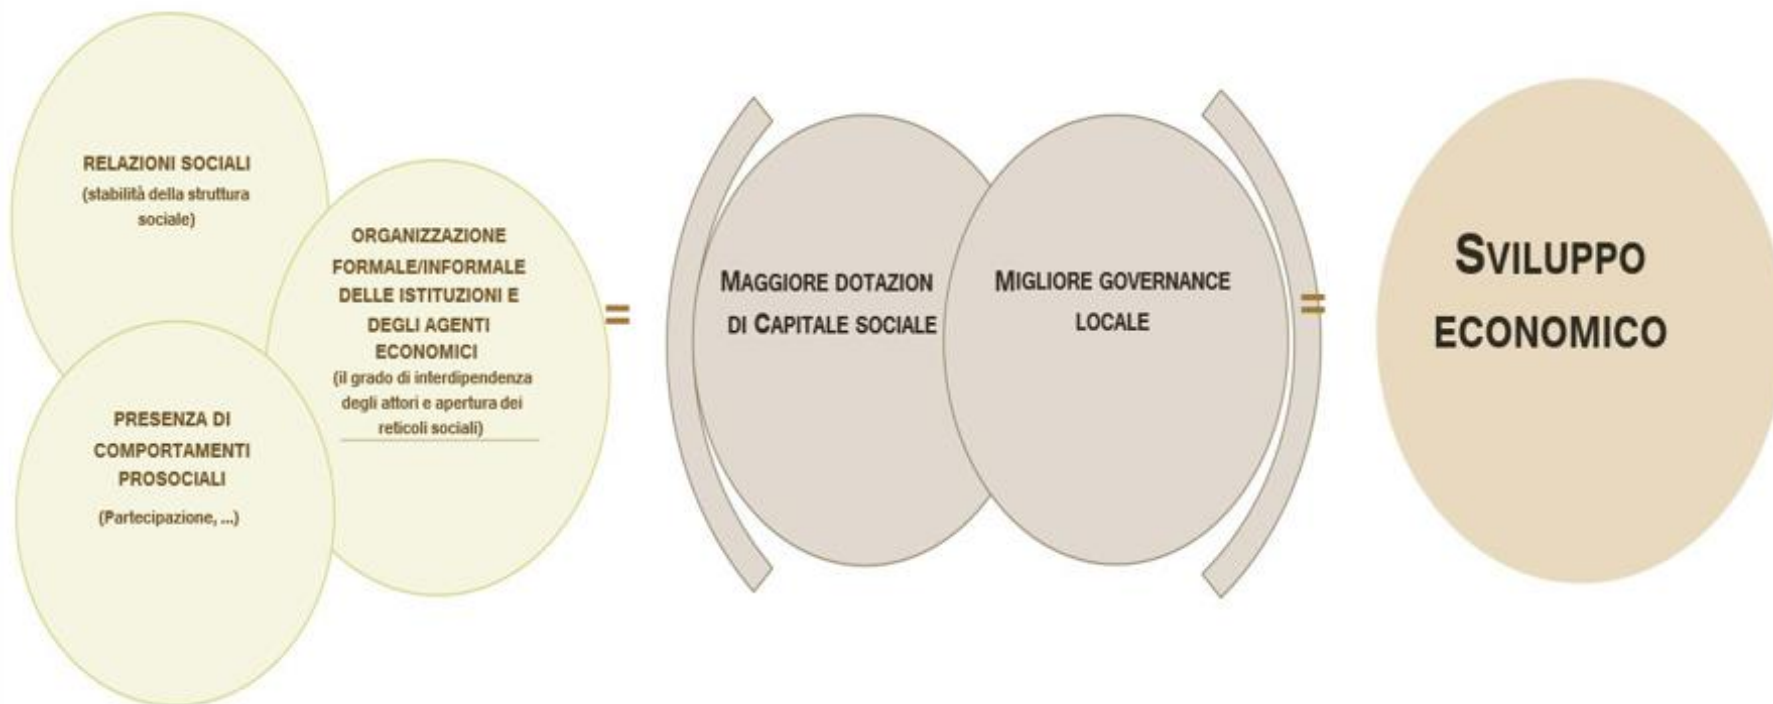 RELAZIONI SOCIALI
(stabilità della struttura
sociale)
ORGANIZZAZIONE
FORMALE/INFORMALE
DELLE ISTITUZIONI E
DEGLI AGENTI
ECONOMICI
(il grado di interdipendenza
degli attori e apertura dei
reticoli sociali)
PRESENZA DI
COMPORTAMENTI
PROSOCIALI
(Partecipazione, ...)
=
MAGGIORE DOTAZION
DI CAPITALE SOCIALE
MIGLIORE GOVERNANCE
LOCALE
=
SVILUPPO
ECONOMICO